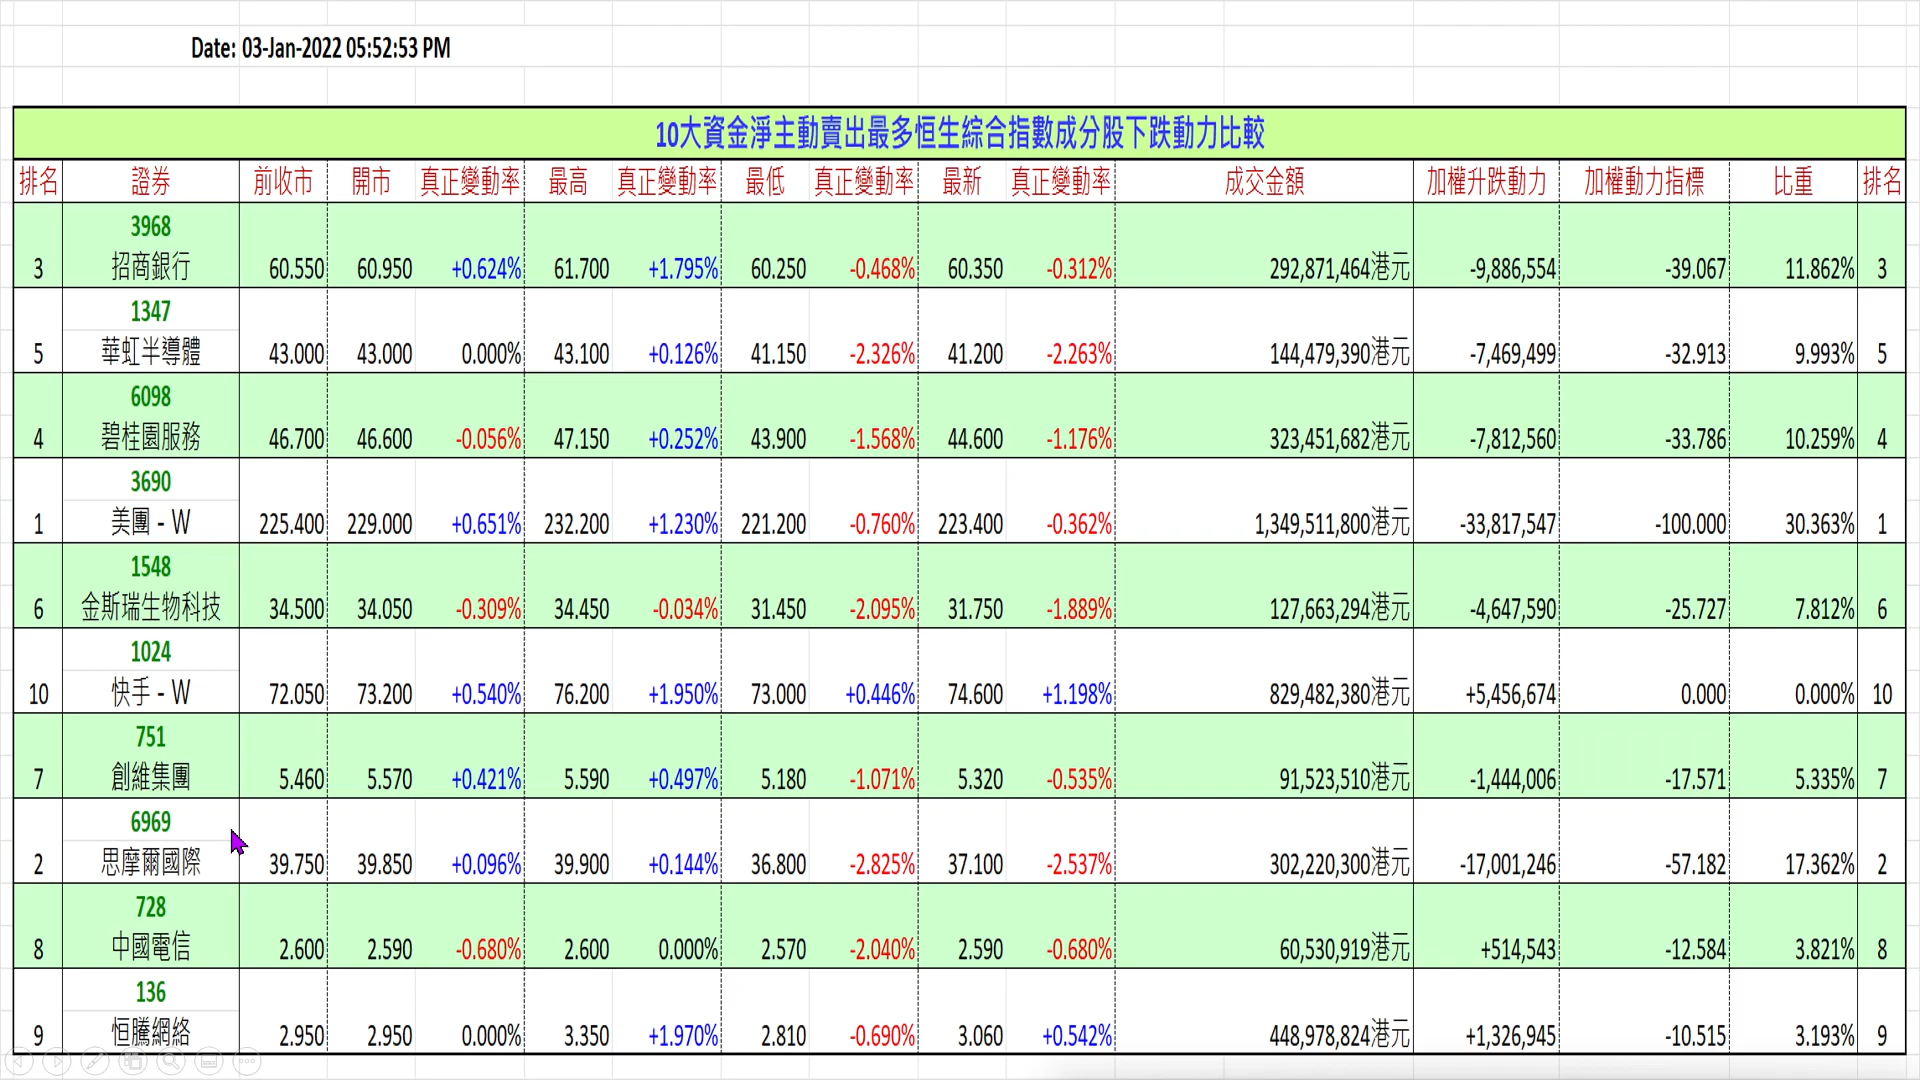 Date: 03-Jan-2022 05:52:53 PM
10大資金淨主動賣出最多恒生綜合指數成分股下跌動力比較
排名 證券 前收市 開市 真正變動率 最高 真正變動率 最低 真正變動率 最新 真正變動率 成交金額 加權升跌動力 加權動力指標 比重 排名
3968
3 招商銀行 60.550 60.950 +0.624% 61.700 +1.795% 60.250 -0.468% 60.350 -0.312% 292,871,464港元 -9,886,554 -39.067 11.862% 3
1347
5 華虹半導體 43.000 43.000 0.000% 43.100 +0.126% 41.150 -2.326% 41.200 -2.263% 144,479,390港元 -7,469,499 -32.913 9.993% 5
6098
4 碧桂園服務 46.700 46.600 -0.056% 47.150 +0.252% 43.900 -1.568% 44.600 -1.176% 323,451,682港元 -7,812,560 -33.786 10.259% 4
3690
1 美團 - W 225.400 229.000 +0.651% 232.200 +1.230% 221.200 -0.760% 223.400 -0.362% 1,349,511,800港元 -33,817,547 -100.000 30.363% 1
1548
6 金斯瑞生物科技 34.500 34.050 -0.309% 34.450 -0.034% 31.450 -2.095% 31.750 -1.889% 127,663,294港元 -4,647,590 -25.727 7.812% 6
1024
10 快手 - W 72.050 73.200 +0.540% 76.200 +1.950% 73.000 +0.446% 74.600 +1.198% 829,482,380港元 +5,456,674 0.000 0.000% 10
751
7 創維集團 5.460 5.570 +0.421% 5.590 +0.497% 5.180 -1.071% 5.320 -0.535% 91,523,510港元 -1,444,006 -17.571 5.335% 7
6969
2 思摩爾國際 39.750 39.850 +0.096% 39.900 +0.144% 36.800 -2.825% 37.100 -2.537% 302,220,300港元 -17,001,246 -57.182 17.362% 2
728
8 中國電信 2.600 2.590 -0.680% 2.600 0.000% 2.570 -2.040% 2.590 -0.680% 60,530,919港元 +514,543 -12.584 3.821% 8
136
9 恒騰網絡 2.950 2.950 0.000% 3.350 +1.970% 2.810 -0.690% 3.060 +0.542% 448,978,824港元 +1,326,945 -10.515 3.193% 9